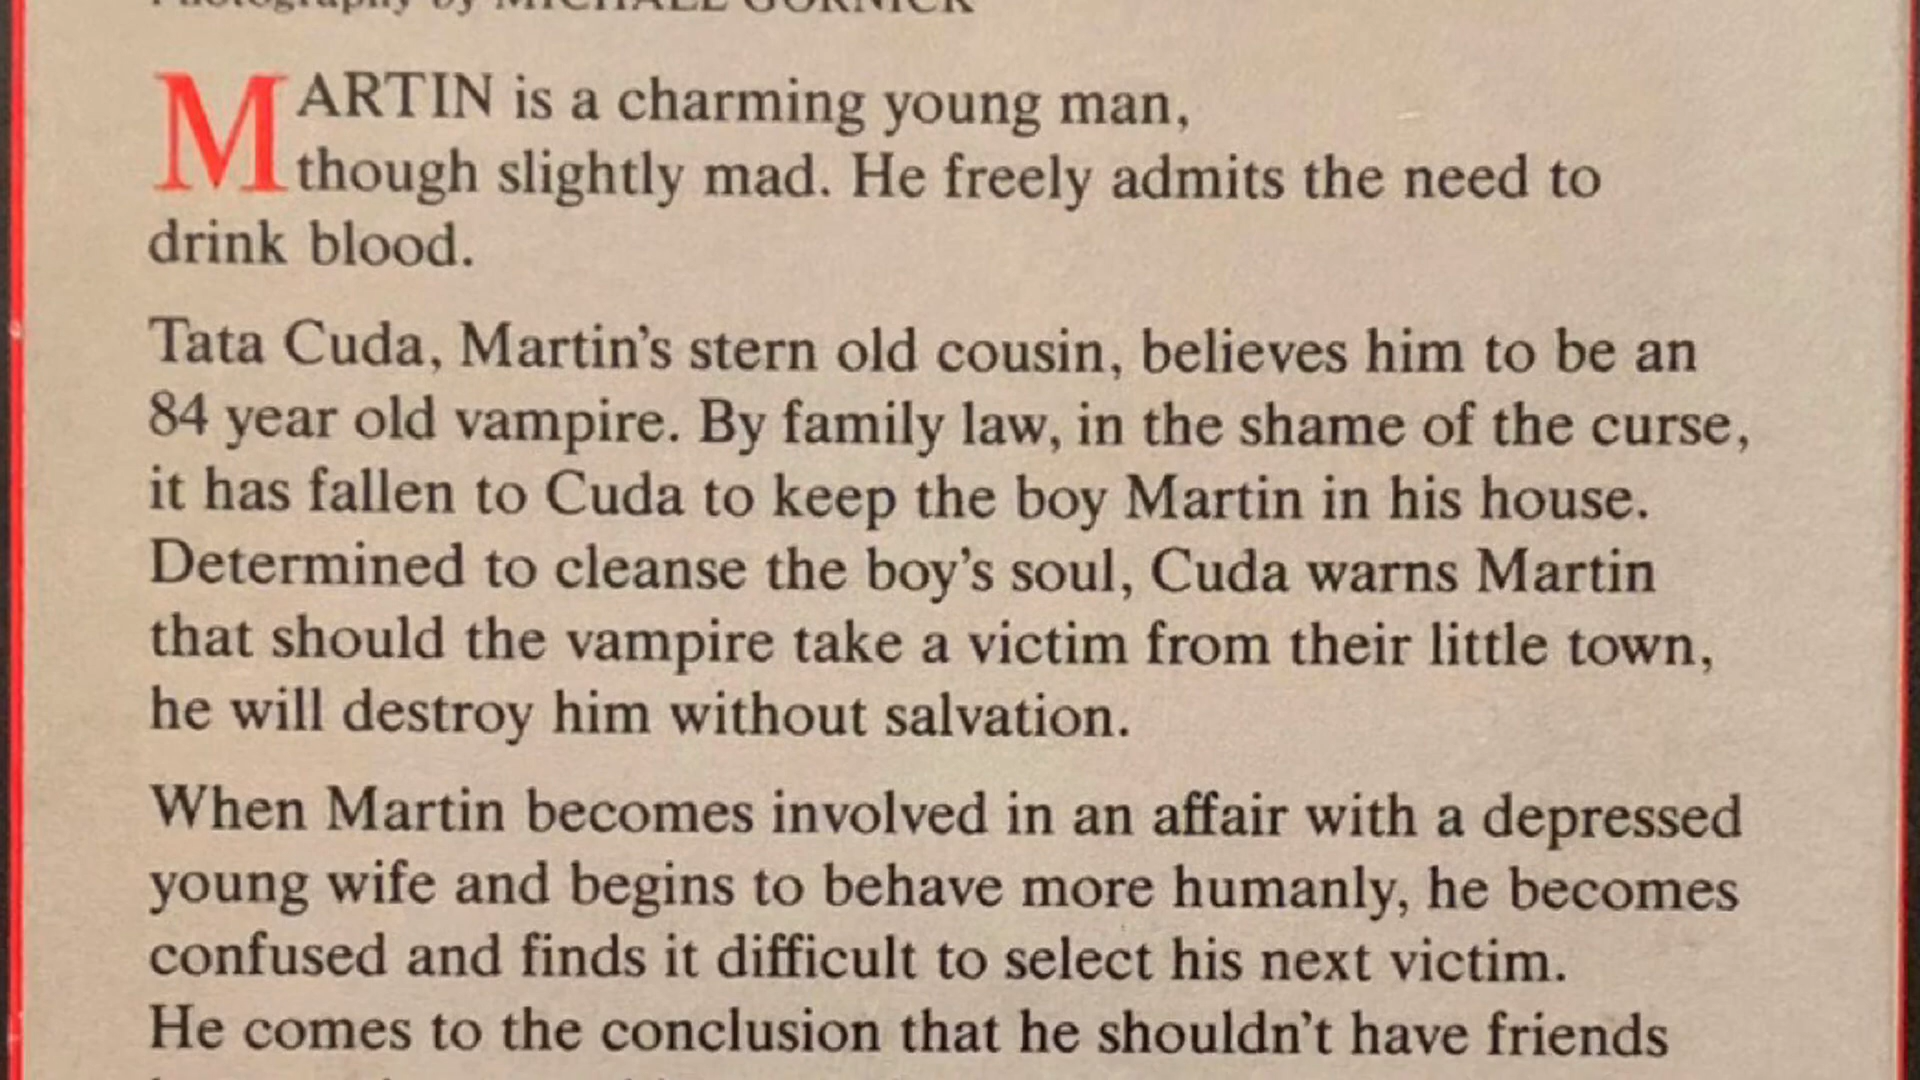 Photography by MICHAEL GORNICK
MARTIN is a charming young man,
though slightly mad. He freely admits the need to
drink blood.
Tata Cuda, Martin's stern old cousin, believes him to be an
84 year old vampire. By family law, in the shame of the curse,
it has fallen to Cuda to keep the boy Martin in his house.
Determined to cleanse the boy's soul, Cuda warns Martin
that should the vampire take a victim from their little town,
he will destroy him without salvation.
When Martin becomes involved in an affair with a depressed
young wife and begins to behave more humanly, he becomes
confused and finds it difficult to select his next victim.
He comes to the conclusion that he shouldn't have friends